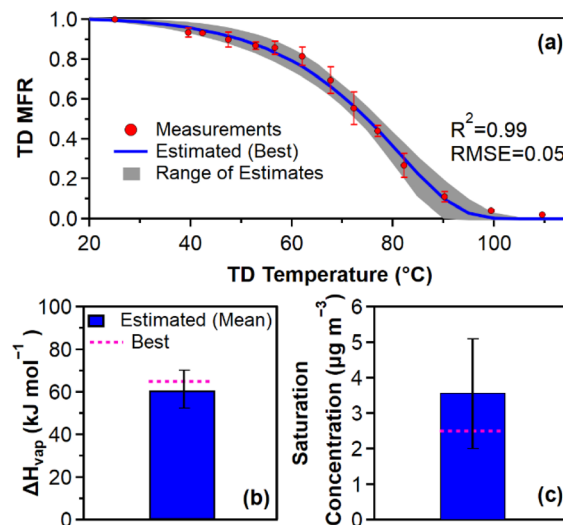 1.0
0.8
0.6
0.4
0.2
0.0
TD MFR
(a)
Measurements
Estimated (Best)
Range of Estimates
R²=0.99
RMSE=0.05
20 40 60 80 100
TD Temperature (°C)
100
80
60
40
20
0
ΔHvap (kJ mol⁻¹)
Estimated (Mean)
Best
(b)
6
5
4
3
2
1
0
Saturation
Concentration (µg m⁻³)
(c)